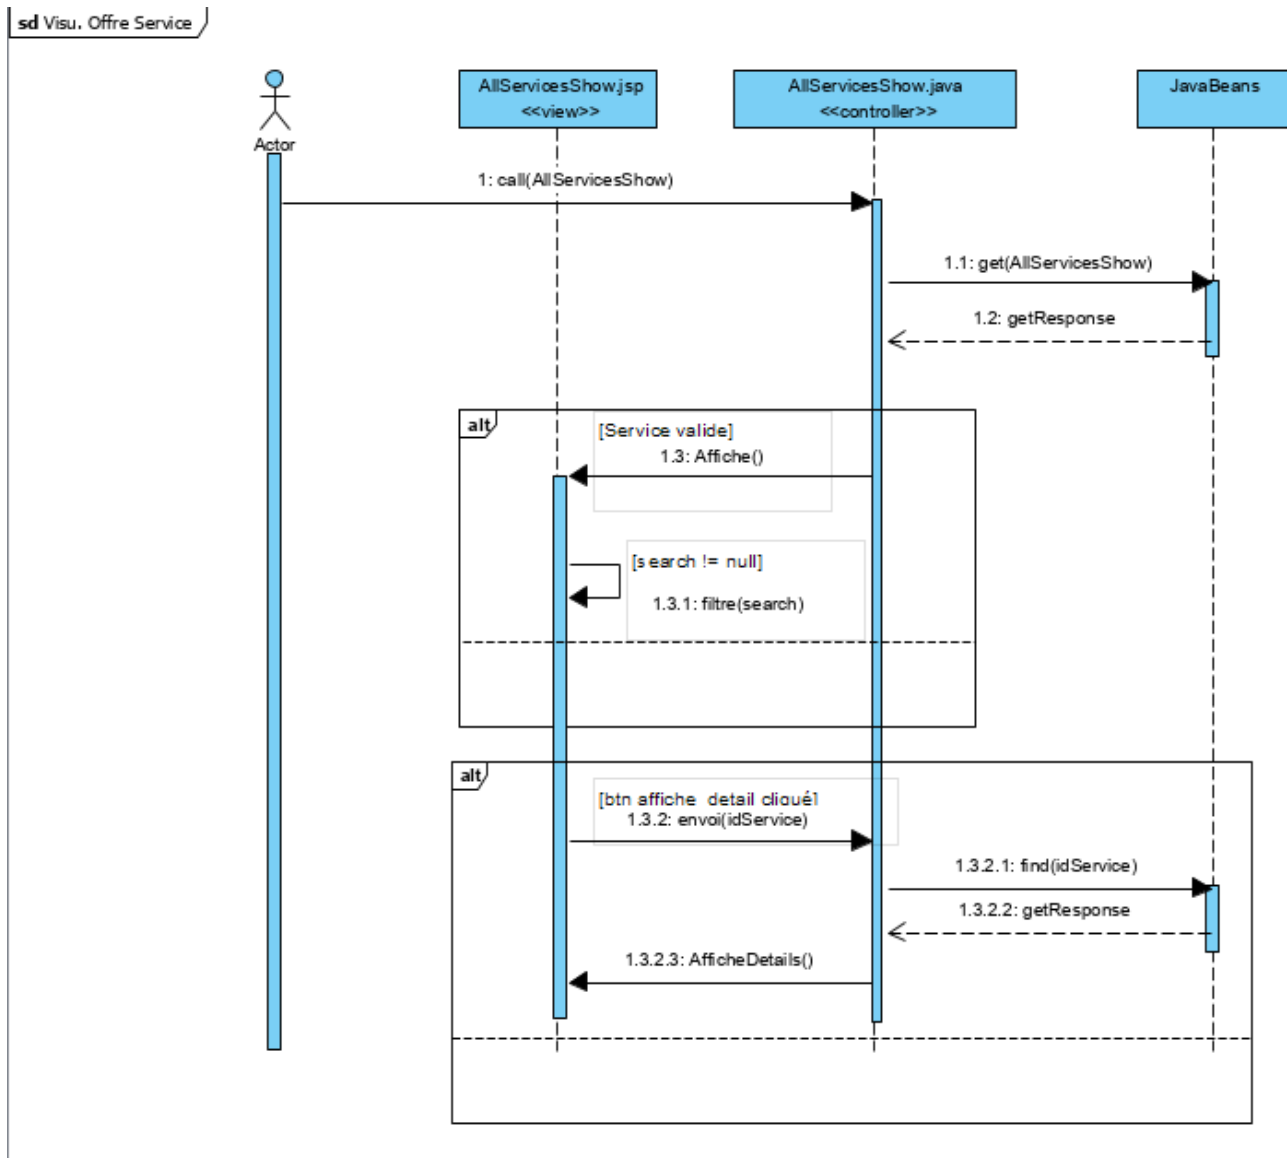 sd Visu. Offre Service
Actor
AllServicesShow.jsp
<<view>>
AllServicesShow.java
<<controller>>
JavaBeans
1: call(AllServicesShow)
1.1: get(AllServicesShow)
1.2: getResponse
alt
[Service valide]
1.3: Affiche()
[search != null]
1.3.1: filtre(search)
alt
[btn affiche_detail cliqué]
1.3.2: envoi(idService)
1.3.2.1: find(idService)
1.3.2.2: getResponse
1.3.2.3: AfficheDetails()